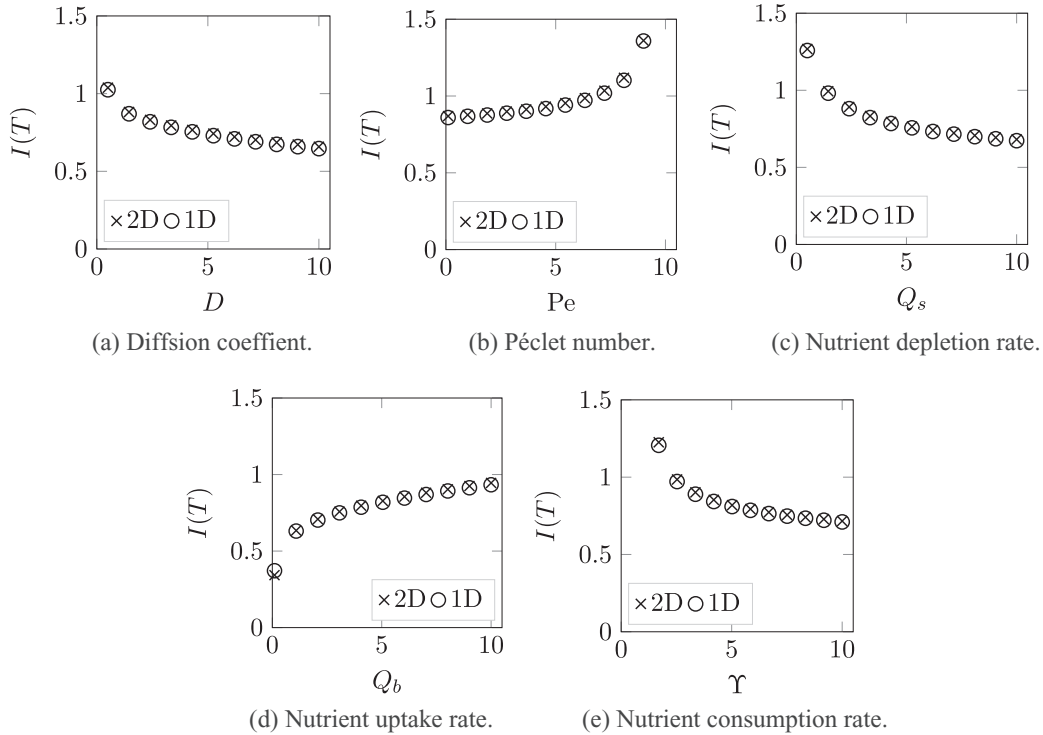 1.5
1
0.5
0
I(T)
×2D○1D
0 5 10
D
(a) Diffsion coeffient.
1.5
1
0.5
0
I(T)
×2D○1D
0 5 10
Pe
(b) Péclet number.
1.5
1
0.5
0
I(T)
×2D○1D
0 5 10
Q_s
(c) Nutrient depletion rate.
1.5
1
0.5
0
I(T)
×2D○1D
0 5 10
Q_b
(d) Nutrient uptake rate.
1.5
1
0.5
0
I(T)
×2D○1D
0 5 10
ϒ
(e) Nutrient consumption rate.